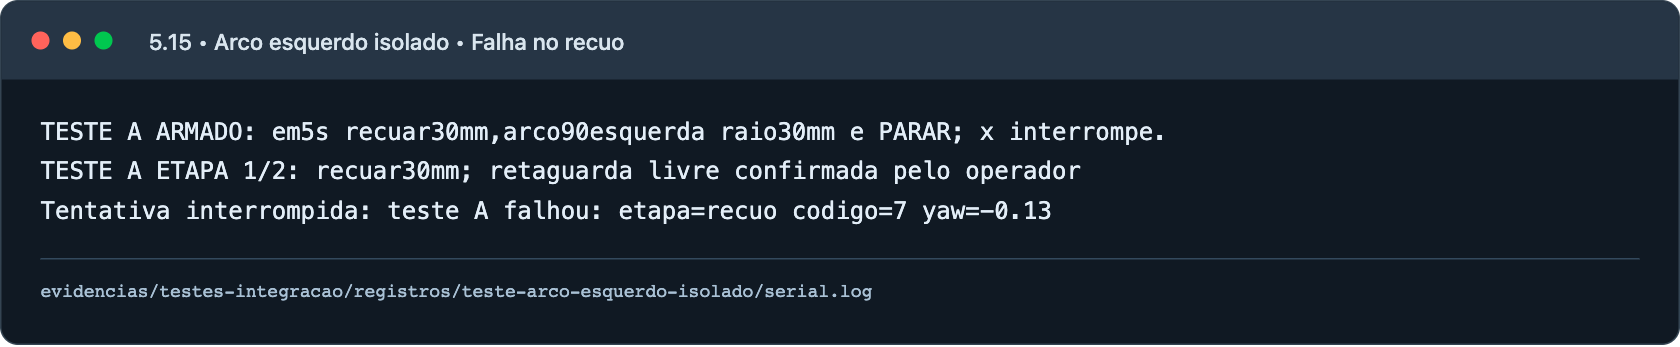 5.15 • Arco esquerdo isolado • Falha no recuo
TESTE A ARMADO: em5s recuar30mm,arco90esquerda raio30mm e PARAR; x interrompe.
TESTE A ETAPA 1/2: recuar30mm; retaguarda livre confirmada pelo operador
Tentativa interrompida: teste A falhou: etapa=recuo codigo=7 yaw=-0.13
evidencias/testes-integracao/registros/teste-arco-esquerdo-isolado/serial.log